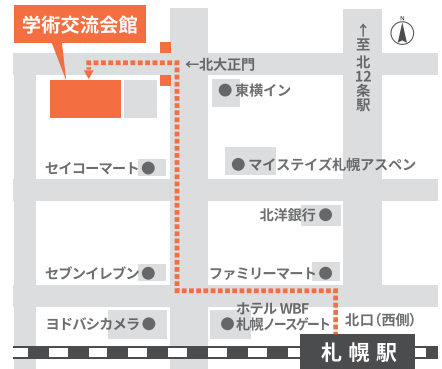 学術交流会館
N
←至北12条駅
←北大正門
東横イン
セイコーマート
マイステイズ札幌アスペン
北洋銀行
セブンイレブン
ファミリーマート
ホテル WBF
札幌ノースゲート
ヨドバシカメラ
北口（西側）
札幌駅